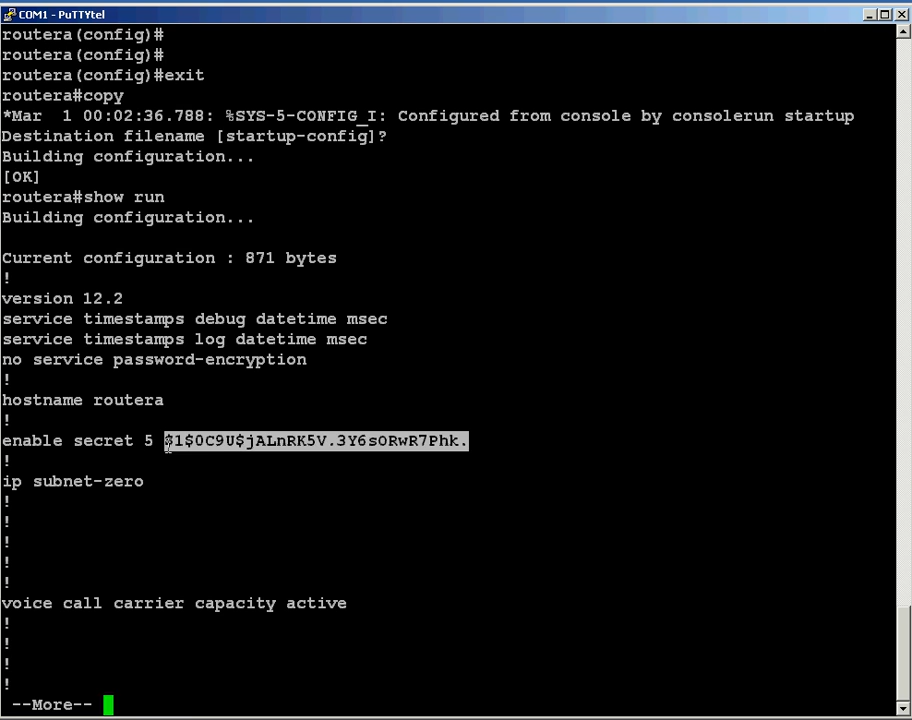 COM1 - PuTTYtel
routera(config)#
routera(config)#
routera(config)#exit
routera#copy
*Mar  1 00:02:36.788: %SYS-5-CONFIG_I: Configured from console by consolerun startup
Destination filename [startup-config]?
Building configuration...
[OK]
routera#show run
Building configuration...
Current configuration : 871 bytes
!
version 12.2
service timestamps debug datetime msec
service timestamps log datetime msec
no service password-encryption
!
hostname routera
!
enable secret 5 $1$0C9U$jALnRK5V.3Y6sORwR7Phk.
!
ip subnet-zero
!
!
!
!
!
voice call carrier capacity active
!
!
!
!
--More--